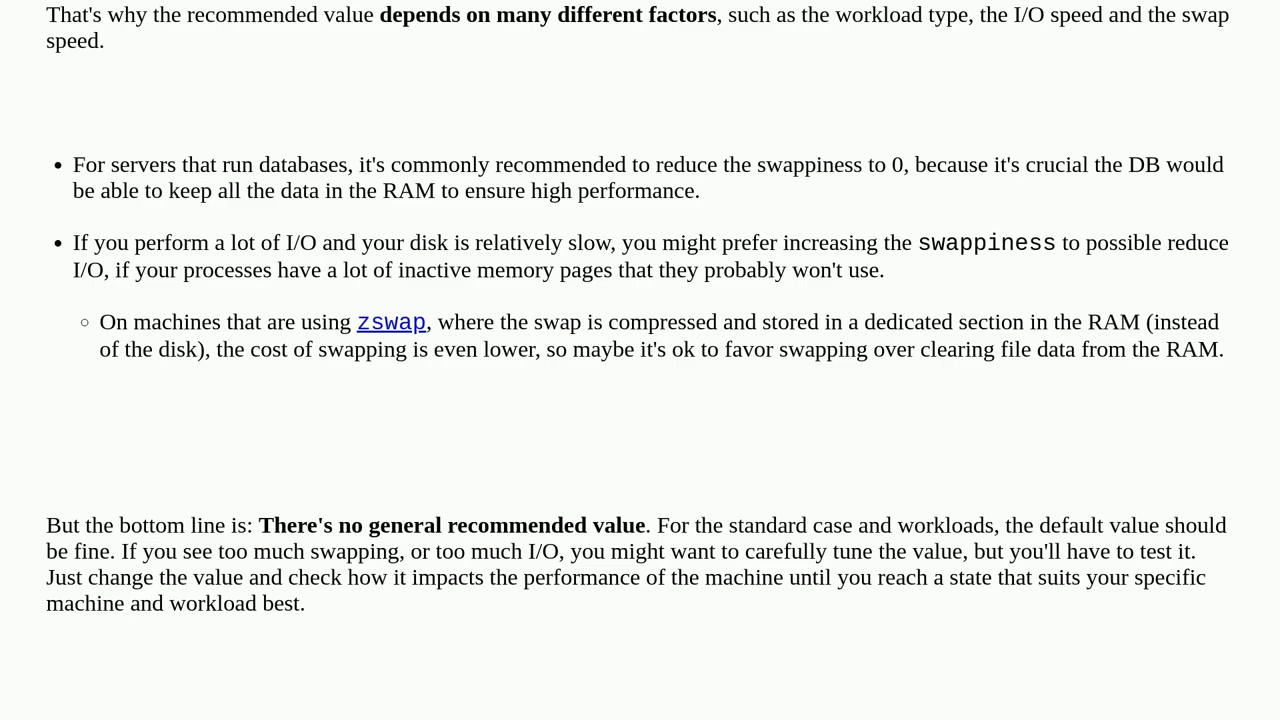 That's why the recommended value depends on many different factors, such as the workload type, the I/O speed and the swap
speed.
• For servers that run databases, it's commonly recommended to reduce the swappiness to 0, because it's crucial the DB would
be able to keep all the data in the RAM to ensure high performance.
• If you perform a lot of I/O and your disk is relatively slow, you might prefer increasing the swappiness to possible reduce
I/O, if your processes have a lot of inactive memory pages that they probably won't use.
○ On machines that are using zswap, where the swap is compressed and stored in a dedicated section in the RAM (instead
of the disk), the cost of swapping is even lower, so maybe it's ok to favor swapping over clearing file data from the RAM.
But the bottom line is: There's no general recommended value. For the standard case and workloads, the default value should
be fine. If you see too much swapping, or too much I/O, you might want to carefully tune the value, but you'll have to test it.
Just change the value and check how it impacts the performance of the machine until you reach a state that suits your specific
machine and workload best.